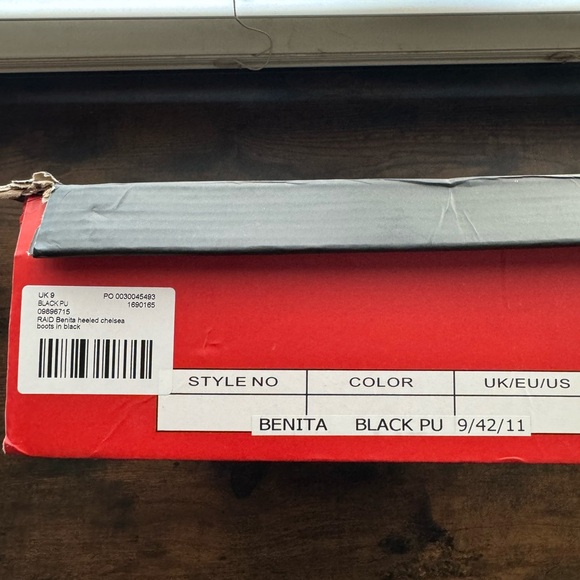 UK 9 PO 0030045493
BLACK PU 1690165
09896715
RAID Benita heeled chelsea
boots in black
STYLE NO COLOR UK/EU/US
BENITA BLACK PU 9/42/11